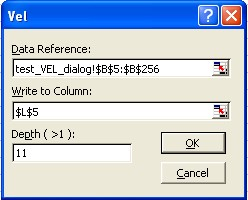 Vel
Data Reference:
test_VEL_dialog!$B$5:$B$256
Write to Column:
$L$5
Depth ( >1 ):
11
OK
Cancel